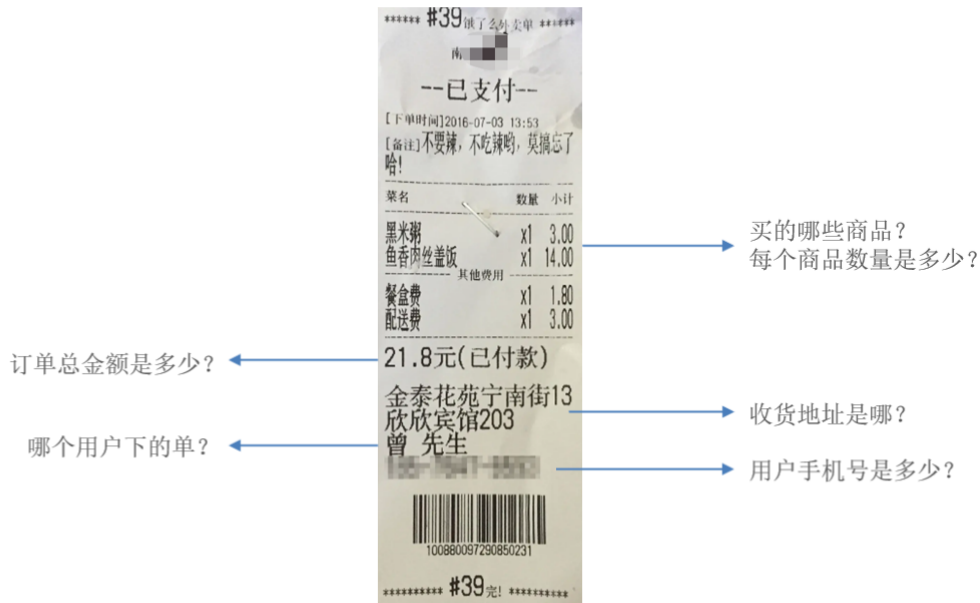 ****** #39饿了么外卖单 ******
南
--已支付--
[下单时间]2016-07-03 13:53
[备注]不要辣，不吃辣哟，莫搞忘了
哈！
菜名 数量 小计
黑米粥 x1 3.00
鱼香肉丝盖饭 x1 14.00
其他费用
餐盒费 x1 1.80
配送费 x1 3.00
21.8元(已付款)
金泰花苑宁南街13
欣欣宾馆203
曾 先生
100880097290850231
********** #39完! **********
买的哪些商品？
每个商品数量是多少？
订单总金额是多少？
收货地址是哪？
哪个用户下的单？
用户手机号是多少？